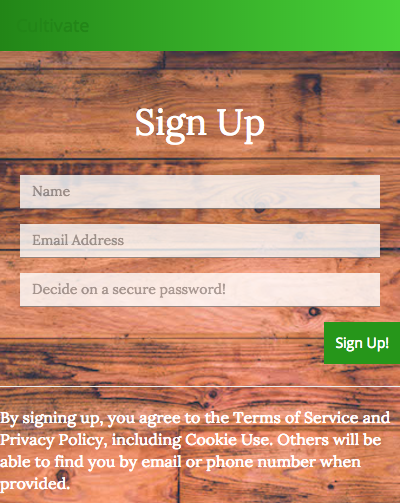 Cultivate
Sign Up
Name
Email Address
Decide on a secure password!
Sign Up!
By signing up, you agree to the Terms of Service and
Privacy Policy, including Cookie Use. Others will be
able to find you by email or phone number when
provided.